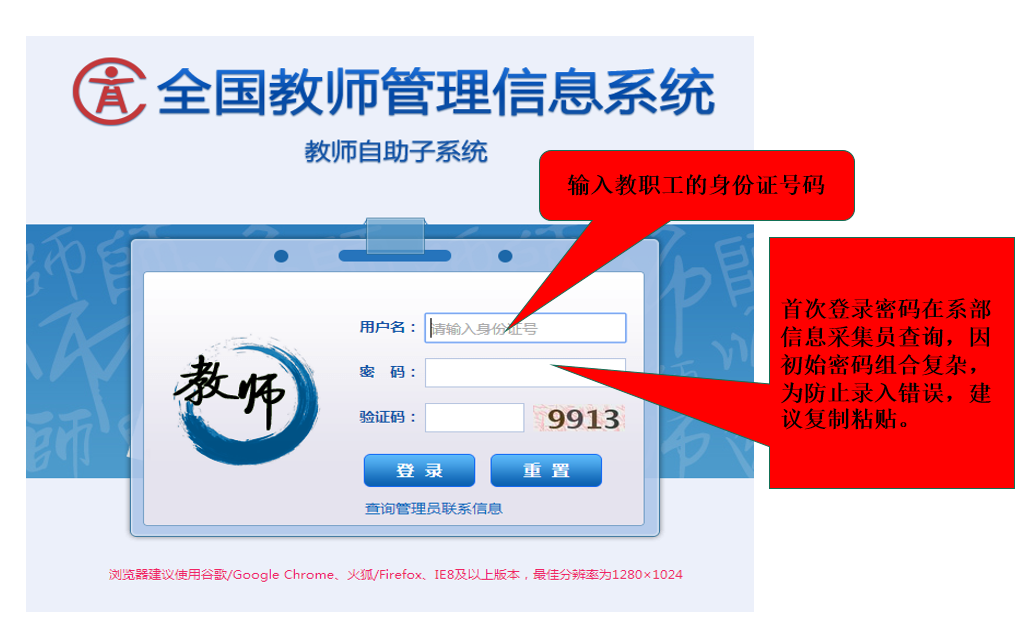 全国教师管理信息系统
教师自助子系统
输入教职工的身份证号码
用户名：
请输入身份证号
首次登录密码在系部
信息采集员查询，因
初始密码组合复杂，
为防止录入错误，建
议复制粘贴。
教师
密 码：
验证码：
9913
登 录
重 置
查询管理员联系信息
浏览器建议使用谷歌/Google Chrome、火狐/Firefox、IE8及以上版本，最佳分辨率为1280×1024